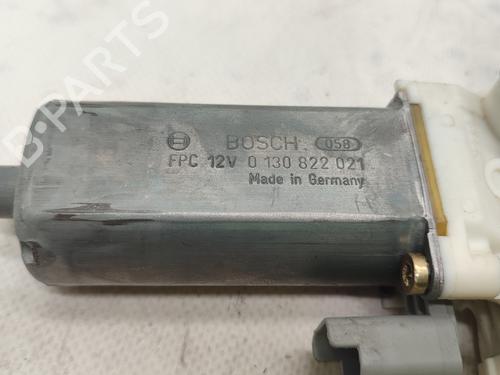 B-PARTS
BOSCH 058
FPC 12V 0 130 822 021
Made in Germany